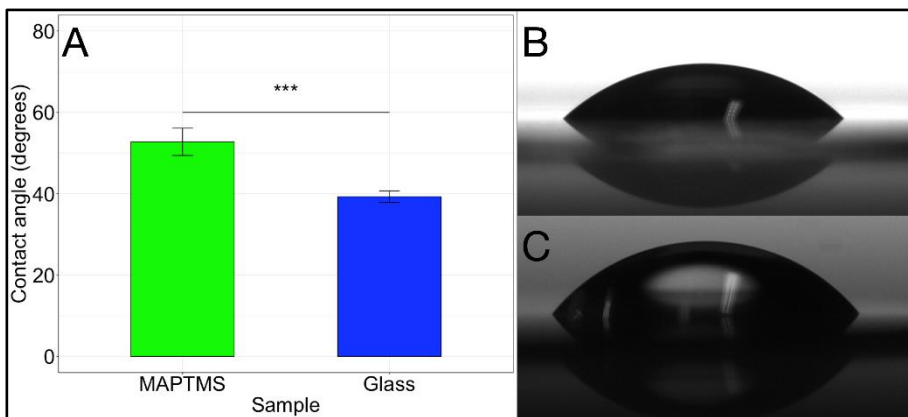 A
80
60
40
20
0
Contact angle (degrees)
***
MAPTMS
Glass
Sample
B
C